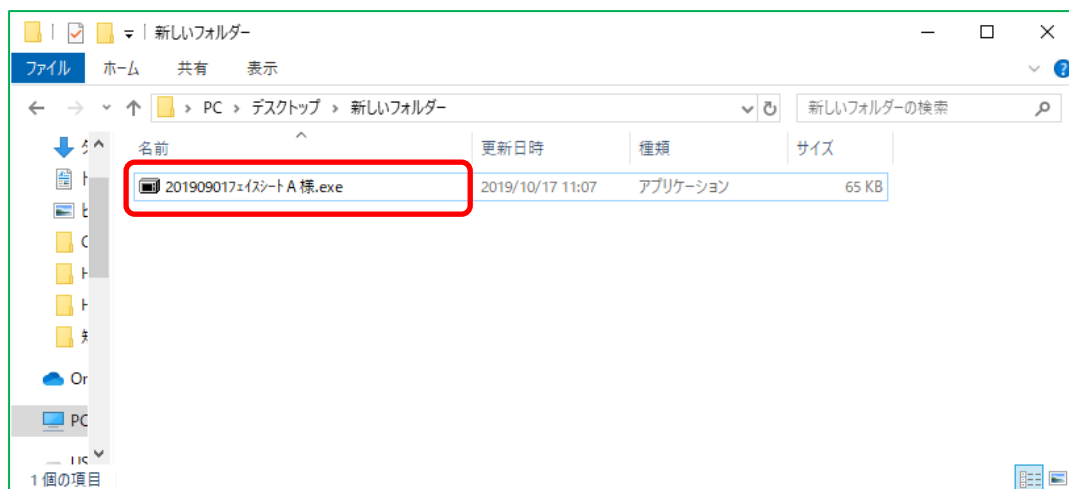 新しいフォルダー
ファイル ホーム 共有 表示
PC デスクトップ 新しいフォルダー 新しいフォルダーの検索
名前 更新日時 種類 サイズ
201909017ﾌｪｲｽｼｰﾄA様.exe 2019/10/17 11:07 アプリケーション 65 KB
Or
PC
1 個の項目